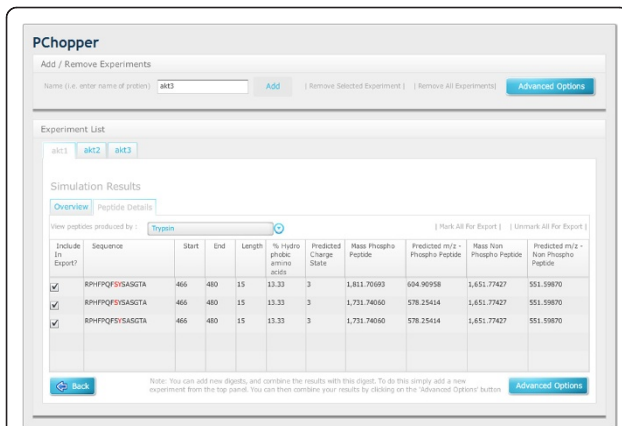 PChopper
Add / Remove Experiments
Name (i.e. enter name of protien) akt3 Add | Remove Selected Experiment | | Remove All Experiments| Advanced Options
Experiment List
akt1 akt2 akt3
Simulation Results
Overview Peptide Details
View peptides produced by : Trypsin | Mark All For Export | | Unmark All For Export |
Include In Export? Sequence Start End Length % Hydro phobic amino acids Predicted Charge State Mass Phospho Peptide Predicted m/z - Phospho Peptide Mass Non Phospho Peptide Predicted m/z - Non Phospho Peptide
RPHFPQFSYSASGTA 466 480 15 13.33 3 1,811.70693 604.90958 1,651.77427 551.59870
RPHFPQFSYSASGTA 466 480 15 13.33 3 1,731.74060 578.25414 1,651.77427 551.59870
RPHFPQFSYSASGTA 466 480 15 13.33 3 1,731.74060 578.25414 1,651.77427 551.59870
Back Note: You can add new digests, and combine the results with this digest. To do this simply add a new
experiment from the top panel. You can then combine your results by clicking on the 'Advanced Options' button Advanced Options